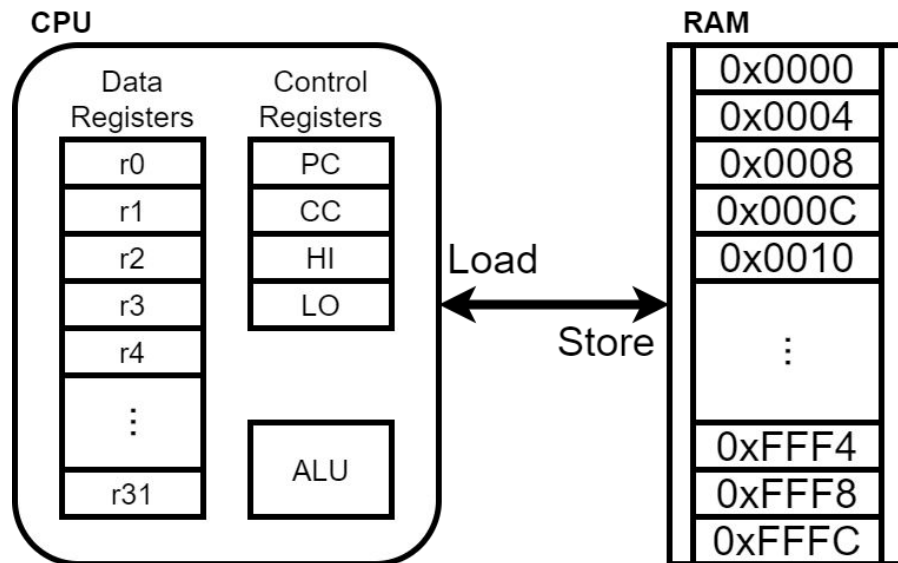 CPU
Data
Registers
r0
r1
r2
r3
r4
⋮
r31
Control
Registers
PC
CC
HI
LO
ALU
Load
Store
RAM
0x0000
0x0004
0x0008
0x000C
0x0010
⋮
0xFFF4
0xFFF8
0xFFFC